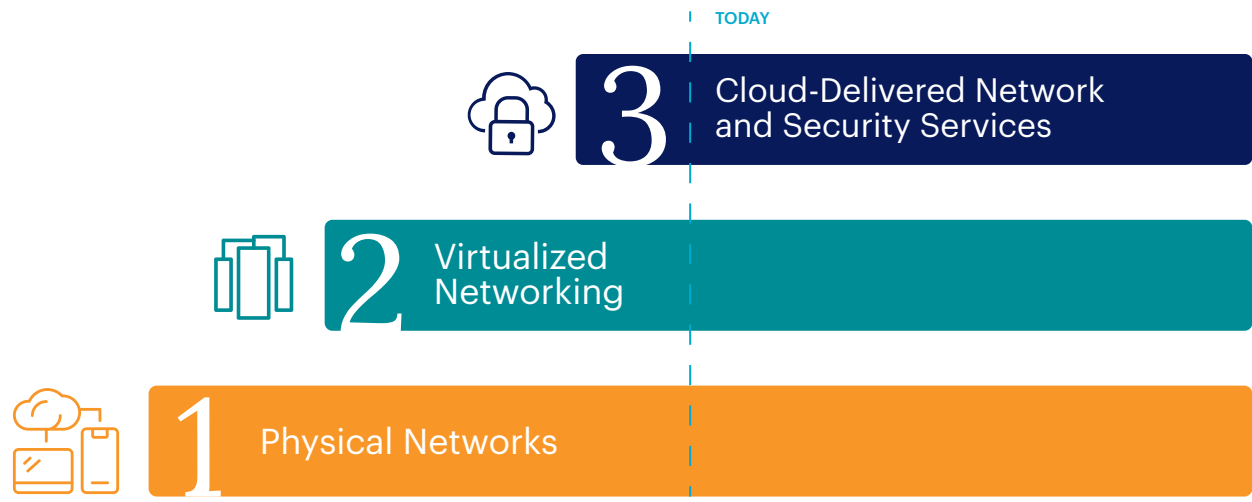 TODAY
3
Cloud-Delivered Network
and Security Services
2
Virtualized
Networking
1
Physical Networks